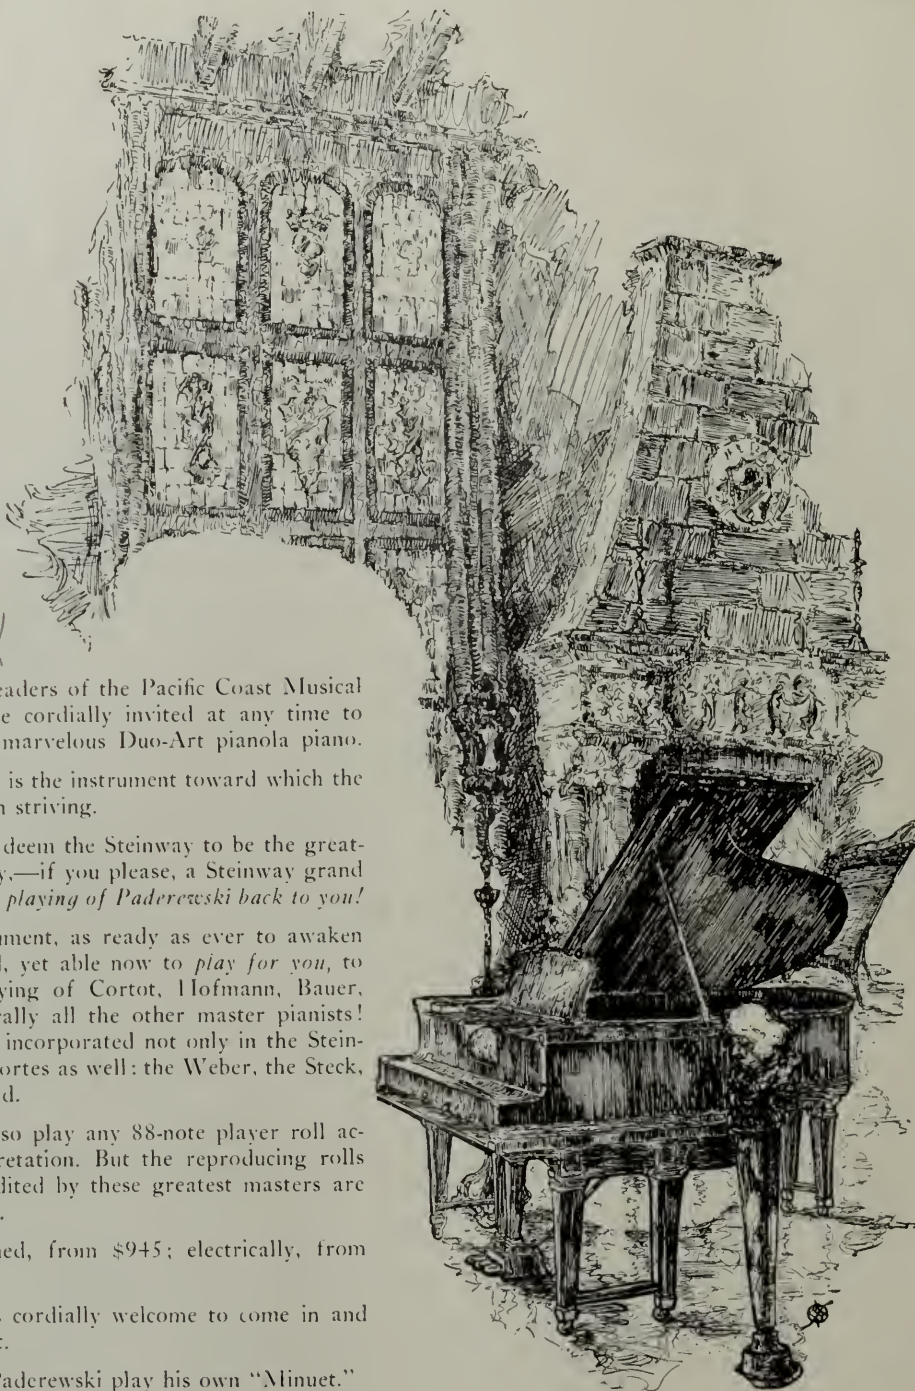 eaders of the Pacific Coast Musical
e cordially invited at any time to
marvelous Duo-Art pianola piano.
is the instrument toward which the
n striving.
deem the Steinway to be the great-
y,—if you please, a Steinway grand
playing of Paderewski back to you!
ument, as ready as ever to awaken
l, yet able now to play for you, to
ying of Cortot, Hofmann, Bauer,
rally all the other master pianists!
incorporated not only in the Stein-
ortes as well: the Weber, the Steck,
d.
so play any 88-note player roll ac-
retation. But the reproducing rolls
dited by these greatest masters are
.
ned, from $945; electrically, from
cordially welcome to come in and
t.
Paderewski play his own “Minuet.”